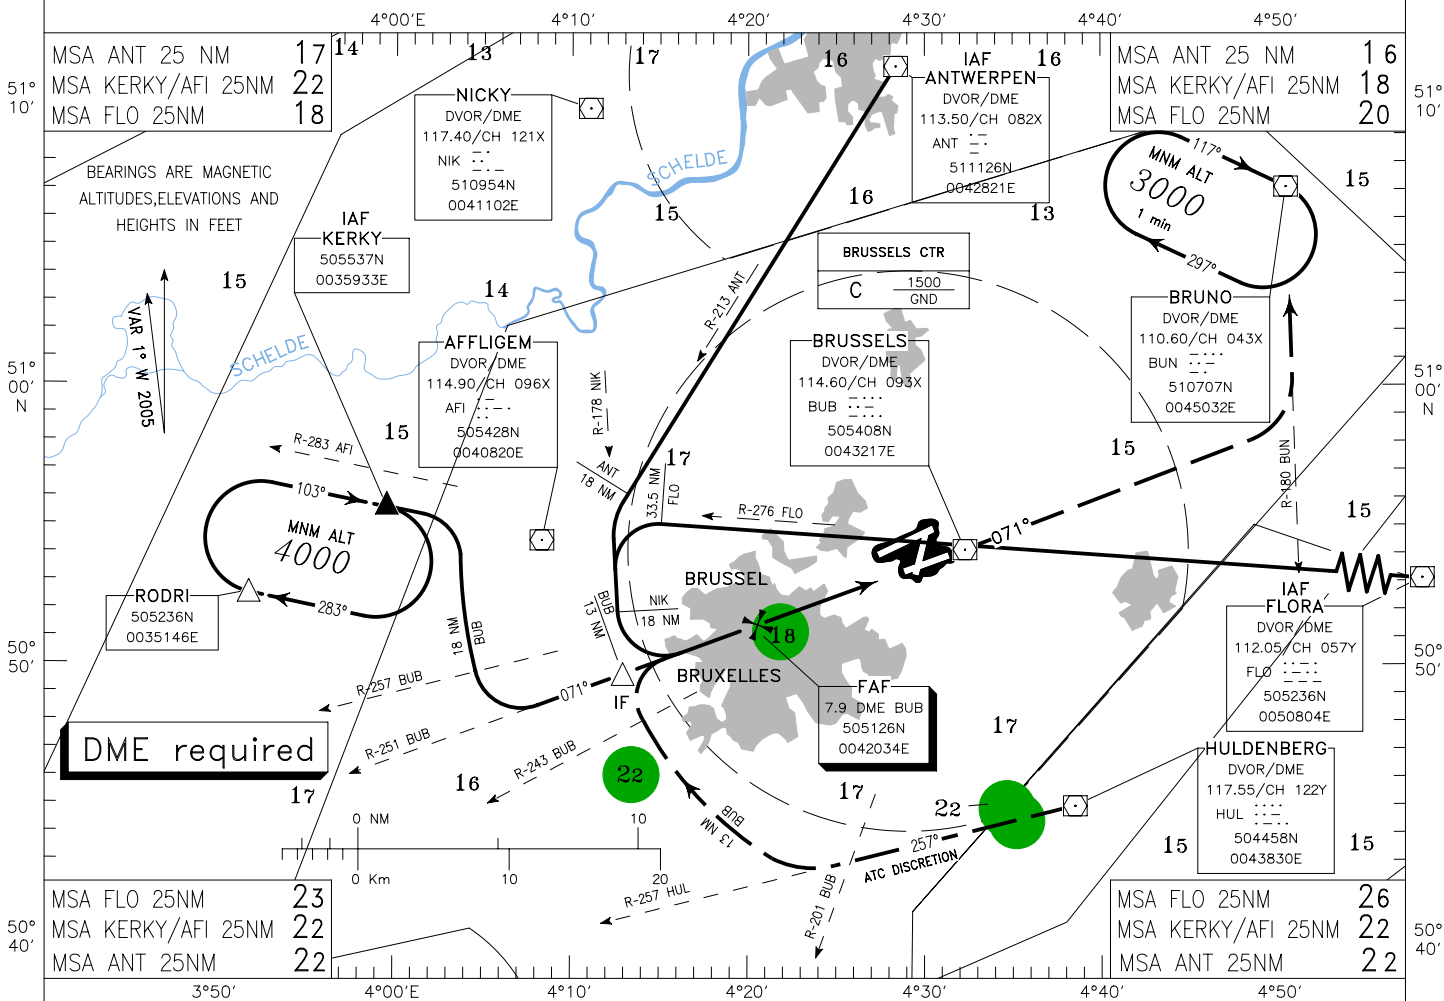 4°00'E
4°10'E
4°20'E
4°30'E
4°40'E
4°50'
MSA ANT 25 NM 17
MSA KERKY/AFI 25NM 22
MSA FLO 25NM 18
MSA ANT 25 NM 16
MSA KERKY/AFI 25NM 18
MSA FLO 25NM 20
14
13
17
16
16
51°
10'
51°
10'
BEARINGS ARE MAGNETIC
ALTITUDES,ELEVATIONS AND
HEIGHTS IN FEET
NICKY
DVOR/DME
117.40/CH 121X
NIK
510954N
0041102E
IAF
ANTWERPEN
DVOR/DME
113.50/CH 082X
ANT
511126N
0042821E
SCHELDE
15
16
13
15
117°
MNM ALT
3000
1 min
297°
IAF
KERKY
505537N
0035933E
15
14
BRUSSELS CTR
C
1500
GND
R-213 ANT
VAR 1° W 2005
SCHELDE
AFFLIGEM
DVOR/DME
114.90/CH 096X
AFI
505428N
0040820E
BRUSSELS
DVOR/DME
114.60/CH 093X
BUB
505408N
0043217E
BRUNO
DVOR/DME
110.60/CH 043X
BUN
510707N
0045032E
51°
00'
N
51°
00'
N
R-178 NIK
15
R-283 AFI
ANT
18 NM
17
33.5 NM
FLO
15
R-180 BUN
15
103°
MNM ALT
4000
283°
R-276 FLO
071°
RODRI
505236N
0035146E
BRUSSEL
BUB
13 NM
NIK
18 NM
18
BRUXELLES
IAF
FLORA
DVOR/DME
112.05/CH 057Y
FLO
505236N
0050804E
18 NM
BUB
50°
50'
50°
50'
R-257 BUB
071°
IF
FAF
7.9 DME BUB
505126N
0042034E
R-251 BUB
R-243 BUB
17
DME required
HULDENBERG
DVOR/DME
117.55/CH 122Y
HUL
504458N
0043830E
16
22
17
17
22
BUB
13 NM
0 NM
10
0 Km
10
20
257°
ATC DISCRETION
15
15
R-257 HUL
R-201 BUB
MSA FLO 25NM 23
MSA KERKY/AFI 25NM 22
MSA ANT 25NM 22
MSA FLO 25NM 26
MSA KERKY/AFI 25NM 22
MSA ANT 25NM 22
50°
40'
50°
40'
3°50'
4°00'E
4°10'E
4°20'E
4°30'E
4°40'E
4°50'